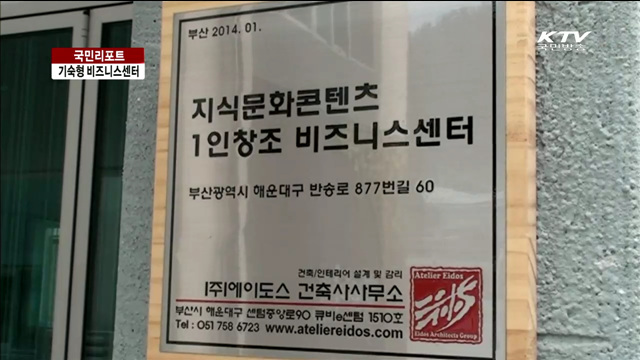 국민리포트
기숙형 비즈니스센터
KTV
국민방송
부산 2014. 01.
지식문화콘텐츠
1인창조 비즈니스센터
부산광역시 해운대구 반송로 877번길 60
건축/인테리어 설계 및 감리
(주)에이도스 건축사사무소
부산시 해운대구 센텀중앙로90 큐비e센텀 1510호
Tel : 051 758 6723 www.ateliereidos.com
Atelier Eidos
Eidos Architects Group